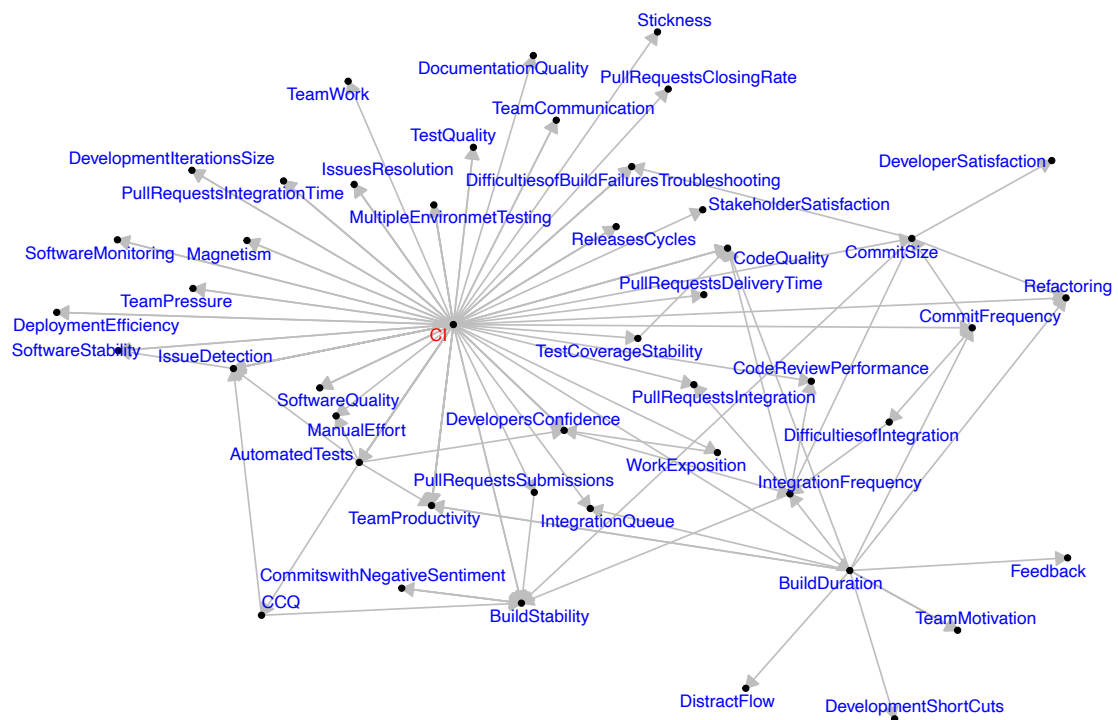 Stickness
DocumentationQuality
PullRequestsClosingRate
TeamWork
TeamCommunication
TestQuality
DevelopmentIterationsSize
IssuesResolution
DifficultiesofBuildFailuresTroubleshooting
DeveloperSatisfaction
PullRequestsIntegrationTime
MultipleEnvironmetTesting
StakeholderSatisfaction
ReleasesCycles
SoftwareMonitoring
Magnetism
CodeQuality
CommitSize
PullRequestsDeliveryTime
Refactoring
TeamPressure
DeploymentEfficiency
CommitFrequency
CI
SoftwareStability
IssueDetection
TestCoverageStability
CodeReviewPerformance
SoftwareQuality
PullRequestsIntegration
ManualEffort
DevelopersConfidence
DifficultiesofIntegration
AutomatedTests
WorkExposition
PullRequestsSubmissions
IntegrationFrequency
TeamProductivity
IntegrationQueue
CommitswithNegativeSentiment
BuildDuration
Feedback
CCQ
BuildStability
TeamMotivation
DistractFlow
DevelopmentShortCuts